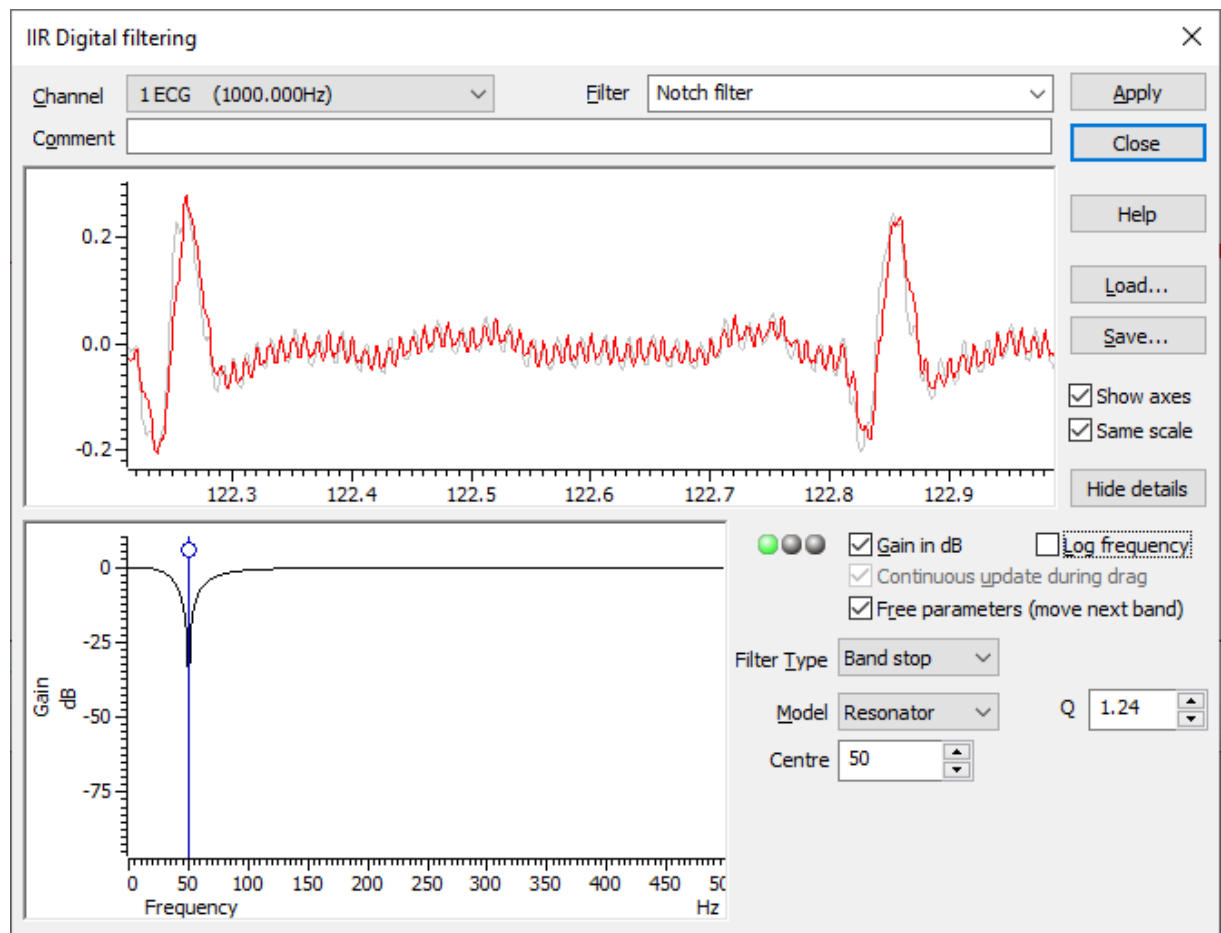 IIR Digital filtering
Channel 1 ECG (1000.000Hz) Filter Notch filter Apply
Comment Close
Help
Load...
Save...
Show axes
Same scale
Hide details
0.2
0.0
-0.2
122.3 122.4 122.5 122.6 122.7 122.8 122.9
Gain in dB Log frequency
Continuous update during drag
Free parameters (move next band)
Filter Type Band stop
Model Resonator Q 1.24
Centre 50
0
-25
-50
-75
Gain
dB
0 50 100 150 200 250 300 350 400 450 50
Frequency Hz